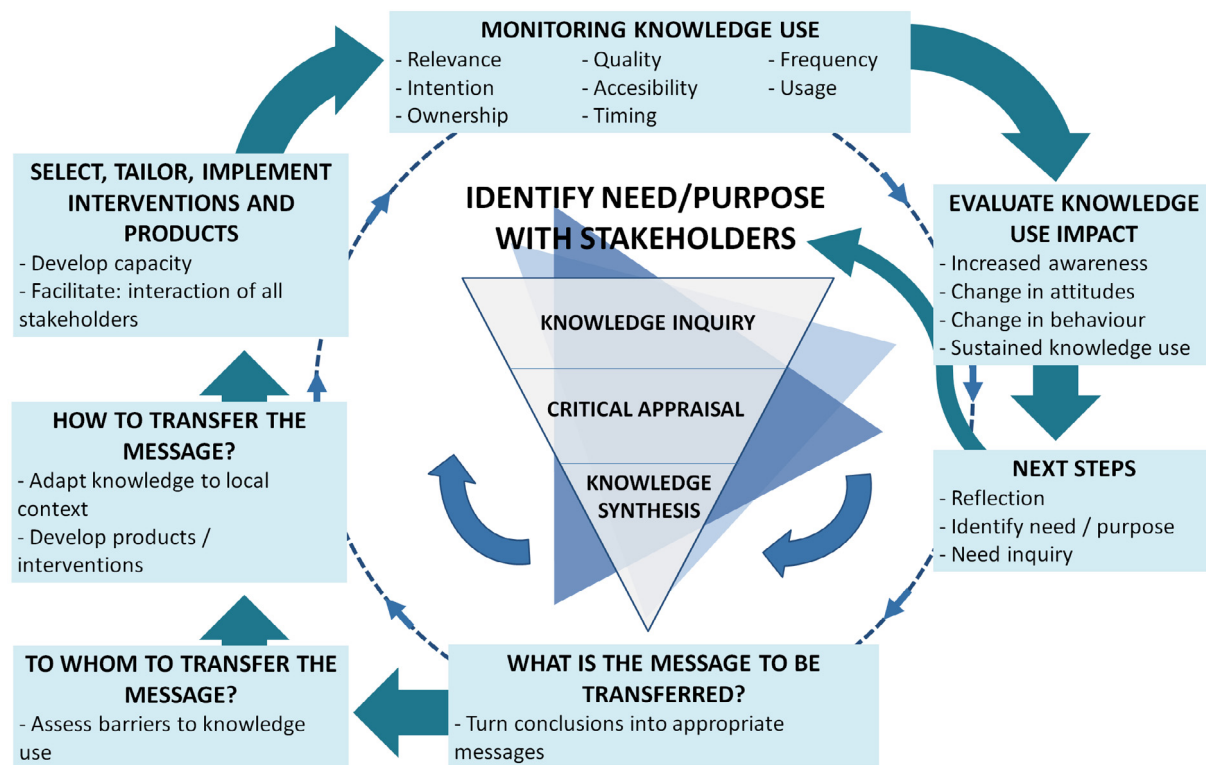 MONITORING KNOWLEDGE USE
- Relevance
- Intention
- Ownership
- Quality
- Accesibility
- Timing
- Frequency
- Usage
SELECT, TAILOR, IMPLEMENT
INTERVENTIONS AND
PRODUCTS
- Develop capacity
- Facilitate: interaction of all
stakeholders
IDENTIFY NEED/PURPOSE
WITH STAKEHOLDERS
KNOWLEDGE INQUIRY
CRITICAL APPRAISAL
KNOWLEDGE
SYNTHESIS
EVALUATE KNOWLEDGE
USE IMPACT
- Increased awareness
- Change in attitudes
- Change in behaviour
- Sustained knowledge use
HOW TO TRANSFER THE
MESSAGE?
- Adapt knowledge to local
context
- Develop products /
interventions
NEXT STEPS
- Reflection
- Identify need / purpose
- Need inquiry
TO WHOM TO TRANSFER THE
MESSAGE?
- Assess barriers to knowledge
use
WHAT IS THE MESSAGE TO BE
TRANSFERRED?
- Turn conclusions into appropriate
messages